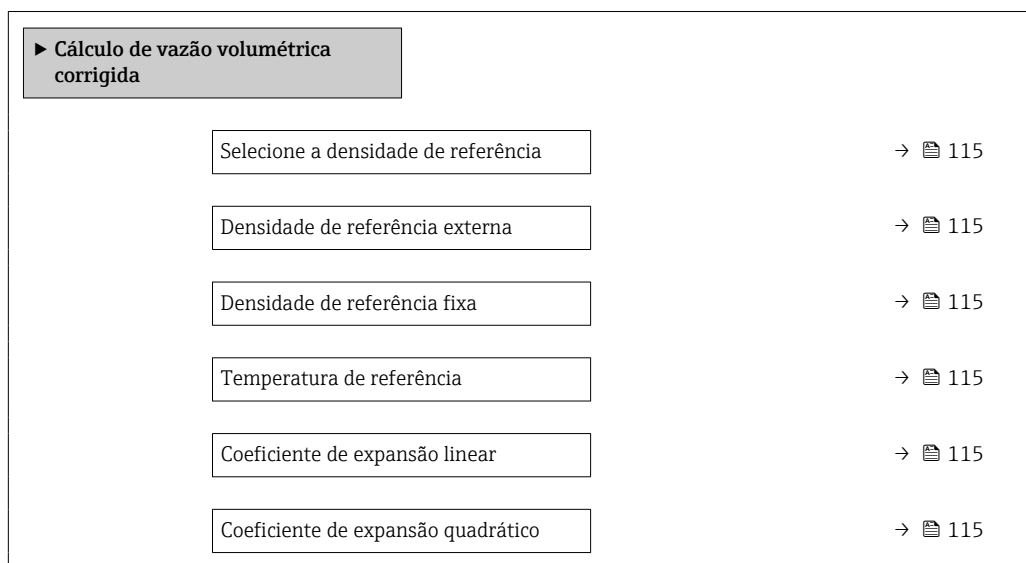 ▶ Cálculo de vazão volumétrica
corrigida
Selecione a densidade de referência → 115
Densidade de referência externa → 115
Densidade de referência fixa → 115
Temperatura de referência → 115
Coeficiente de expansão linear → 115
Coeficiente de expansão quadrático → 115